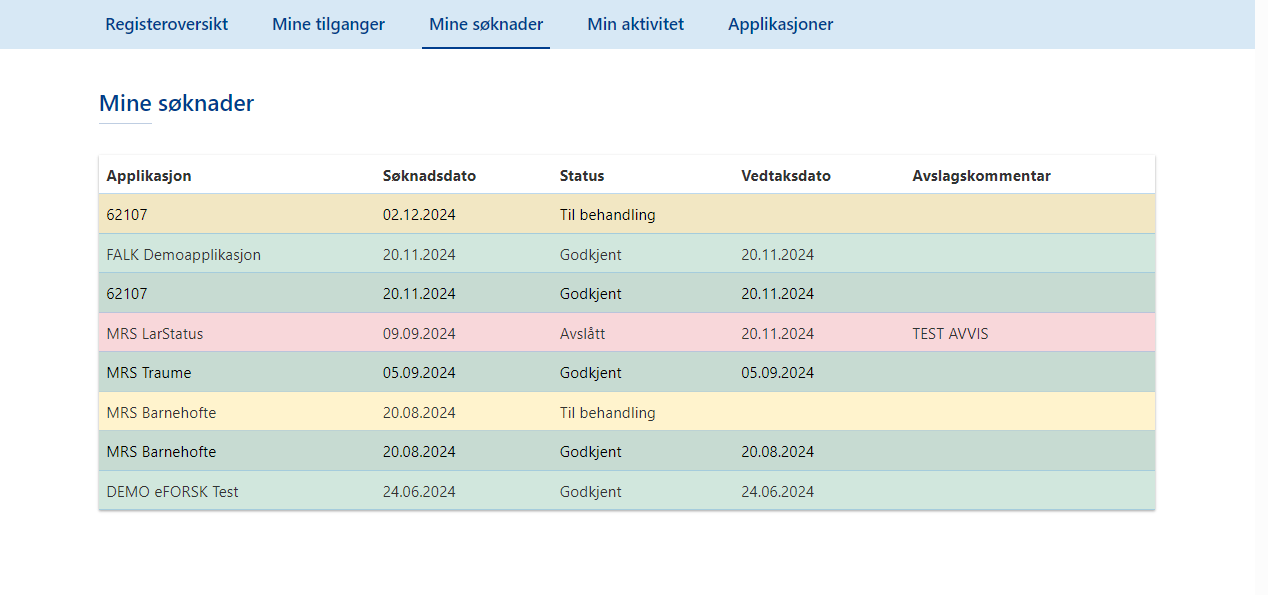 Registeroversikt Mine tilganger Mine søknader Min aktivitet Applikasjoner
Mine søknader
Applikasjon Søknadsdato Status Vedtaksdato Avslagskommentar
62107 02.12.2024 Til behandling
FALK Demoapplikasjon 20.11.2024 Godkjent 20.11.2024
62107 20.11.2024 Godkjent 20.11.2024
MRS LarStatus 09.09.2024 Avslått 20.11.2024 TEST AVVIS
MRS Traume 05.09.2024 Godkjent 05.09.2024
MRS Barnehofte 20.08.2024 Til behandling
MRS Barnehofte 20.08.2024 Godkjent 20.08.2024
DEMO eFORSK Test 24.06.2024 Godkjent 24.06.2024